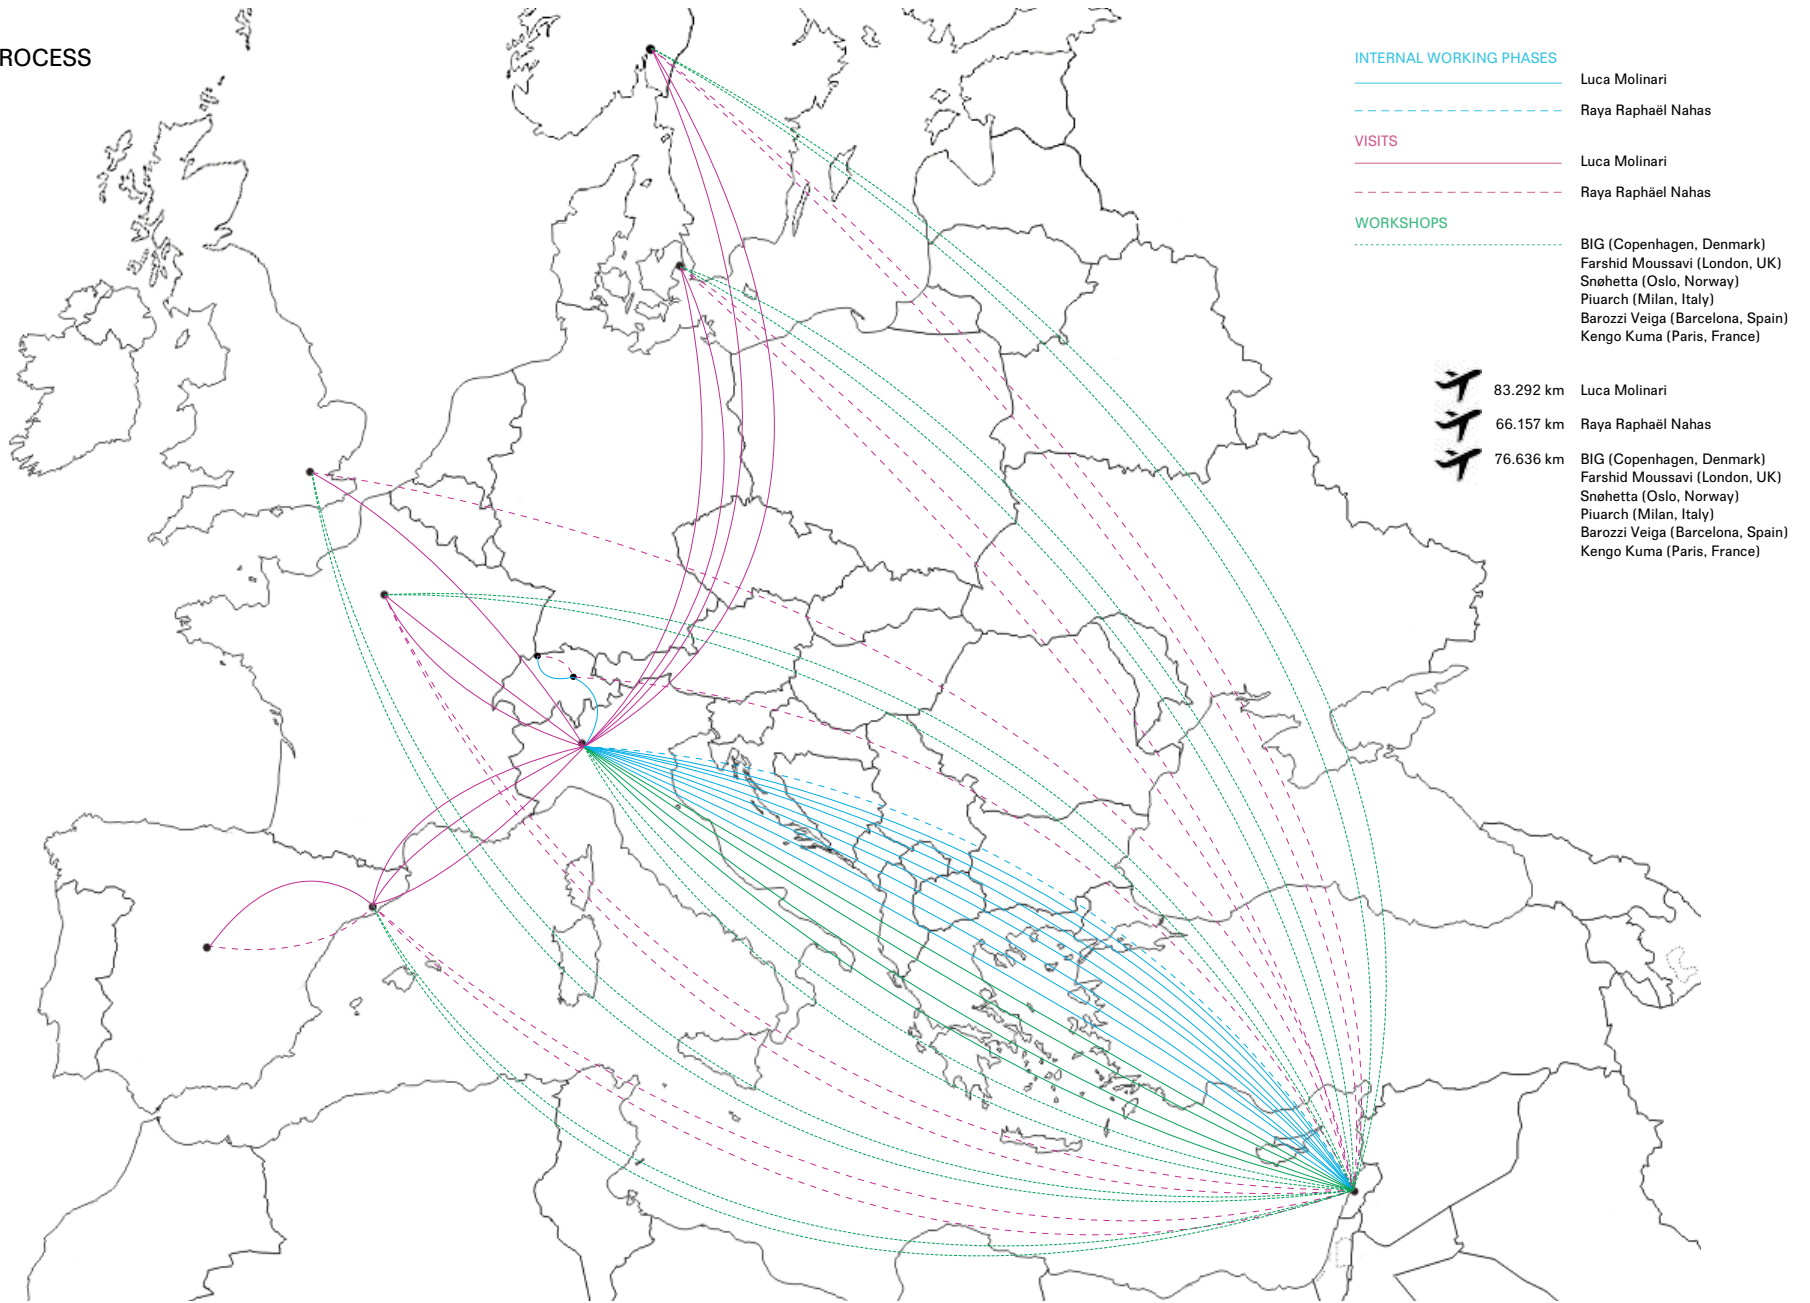 ROCESS
INTERNAL WORKING PHASES
Luca Molinari
Raya Raphaël Nahas
VISITS
Luca Molinari
Raya Raphäel Nahas
WORKSHOPS
BIG (Copenhagen, Denmark)
Farshid Moussavi (London, UK)
Snøhetta (Oslo, Norway)
Piuarch (Milan, Italy)
Barozzi Veiga (Barcelona, Spain)
Kengo Kuma (Paris, France)
83.292 km Luca Molinari
66.157 km Raya Raphaël Nahas
76.636 km BIG (Copenhagen, Denmark)
Farshid Moussavi (London, UK)
Snøhetta (Oslo, Norway)
Piuarch (Milan, Italy)
Barozzi Veiga (Barcelona, Spain)
Kengo Kuma (Paris, France)